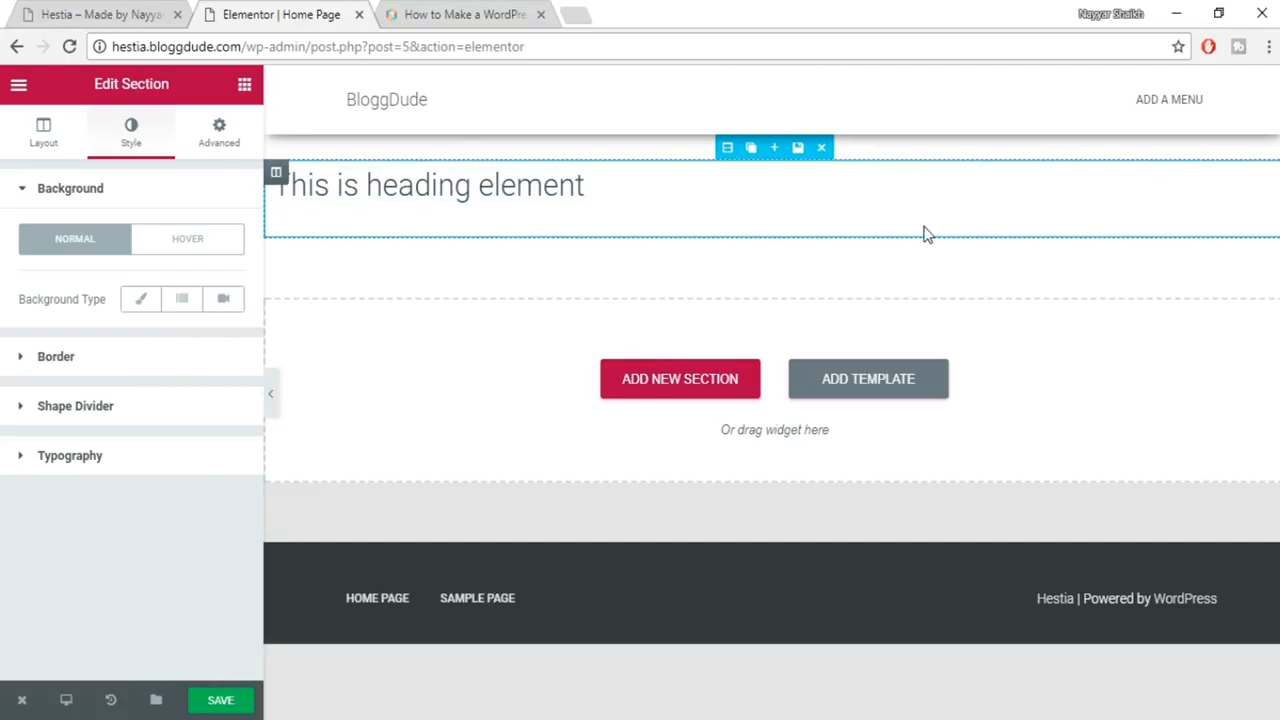 Hestia – Made by Nayya
Elementor | Home Page
How to Make a WordPre
Nayyar Shaikh
hestia.bloggdude.com/wp-admin/post.php?post=5&action=elementor
Edit Section
BloggDude
ADD A MENU
Layout
Style
Advanced
This is heading element
Background
NORMAL
HOVER
Background Type
Border
ADD NEW SECTION
ADD TEMPLATE
Shape Divider
Or drag widget here
Typography
HOME PAGE
SAMPLE PAGE
Hestia | Powered by WordPress
SAVE